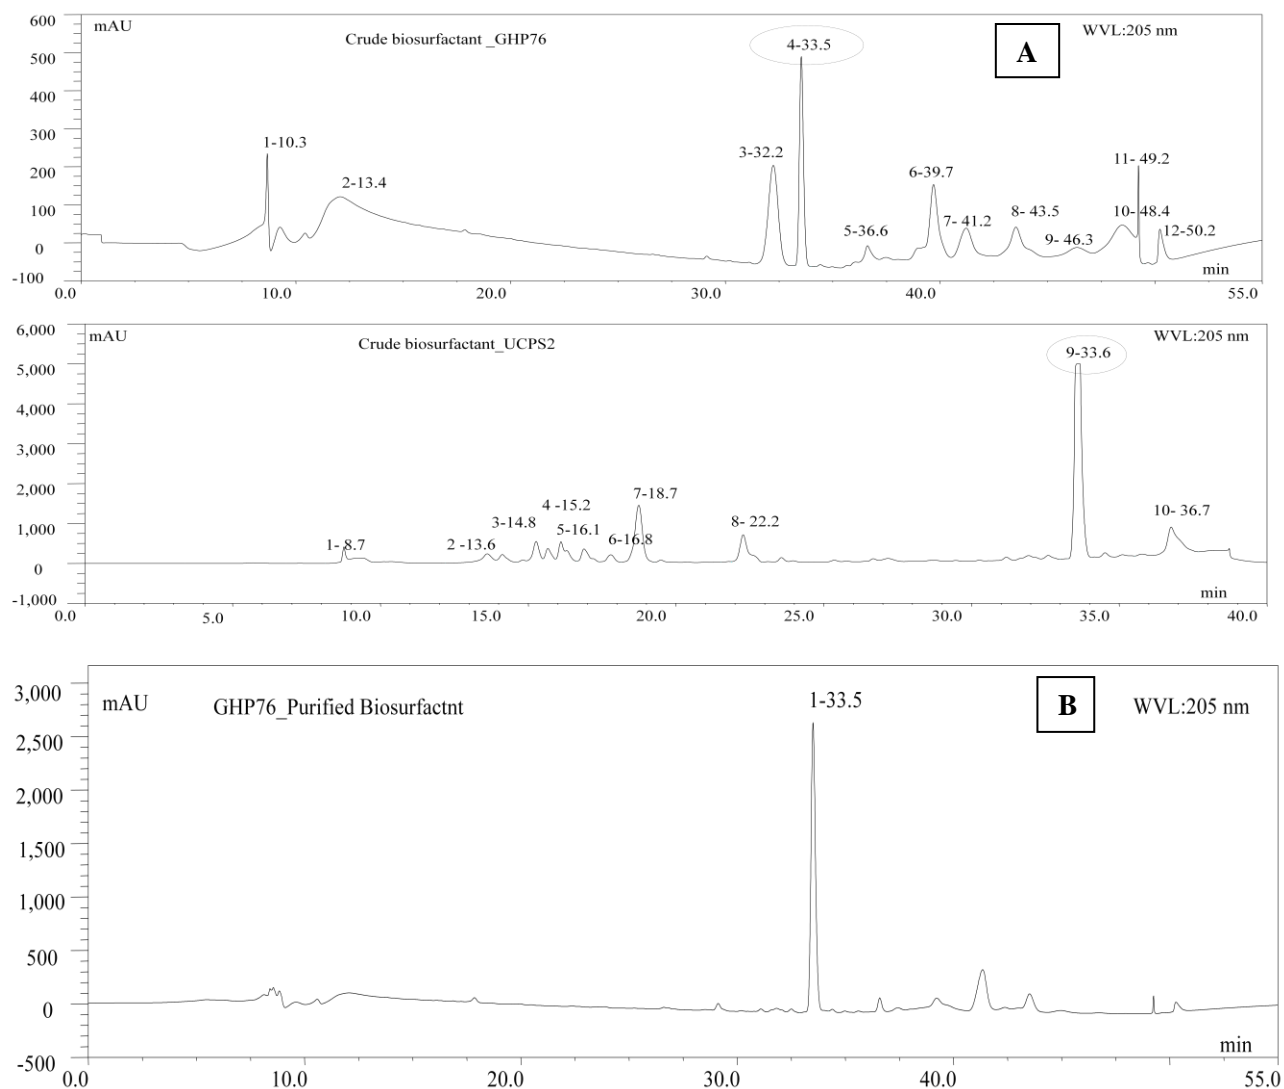 600
mAU
Crude biosurfactant _GHP76
4-33.5
A
WVL:205 nm
500
400
300
1-10.3
3-32.2
11- 49.2
200
2-13.4
6-39.7
100
5-36.6
7- 41.2
8- 43.5
9- 46.3
10- 48.4
12-50.2
0
-100
min
0.0 10.0 20.0 30.0 40.0 55.0
6,000
mAU
Crude biosurfactant_UCPS2
9-33.6
WVL:205 nm
5,000
4,000
3,000
2,000
7-18.7
1,000
3-14.8
4 -15.2
5-16.1
8- 22.2
10- 36.7
1- 8.7
2 -13.6
6-16.8
0
-1,000
min
0.0 5.0 10.0 15.0 20.0 25.0 30.0 35.0 40.0
3,000
mAU
GHP76_Purified Biosurfactnt
1-33.5
B
WVL:205 nm
2,500
2,000
1,500
1,000
500
0
-500
min
0.0 10.0 20.0 30.0 40.0 55.0